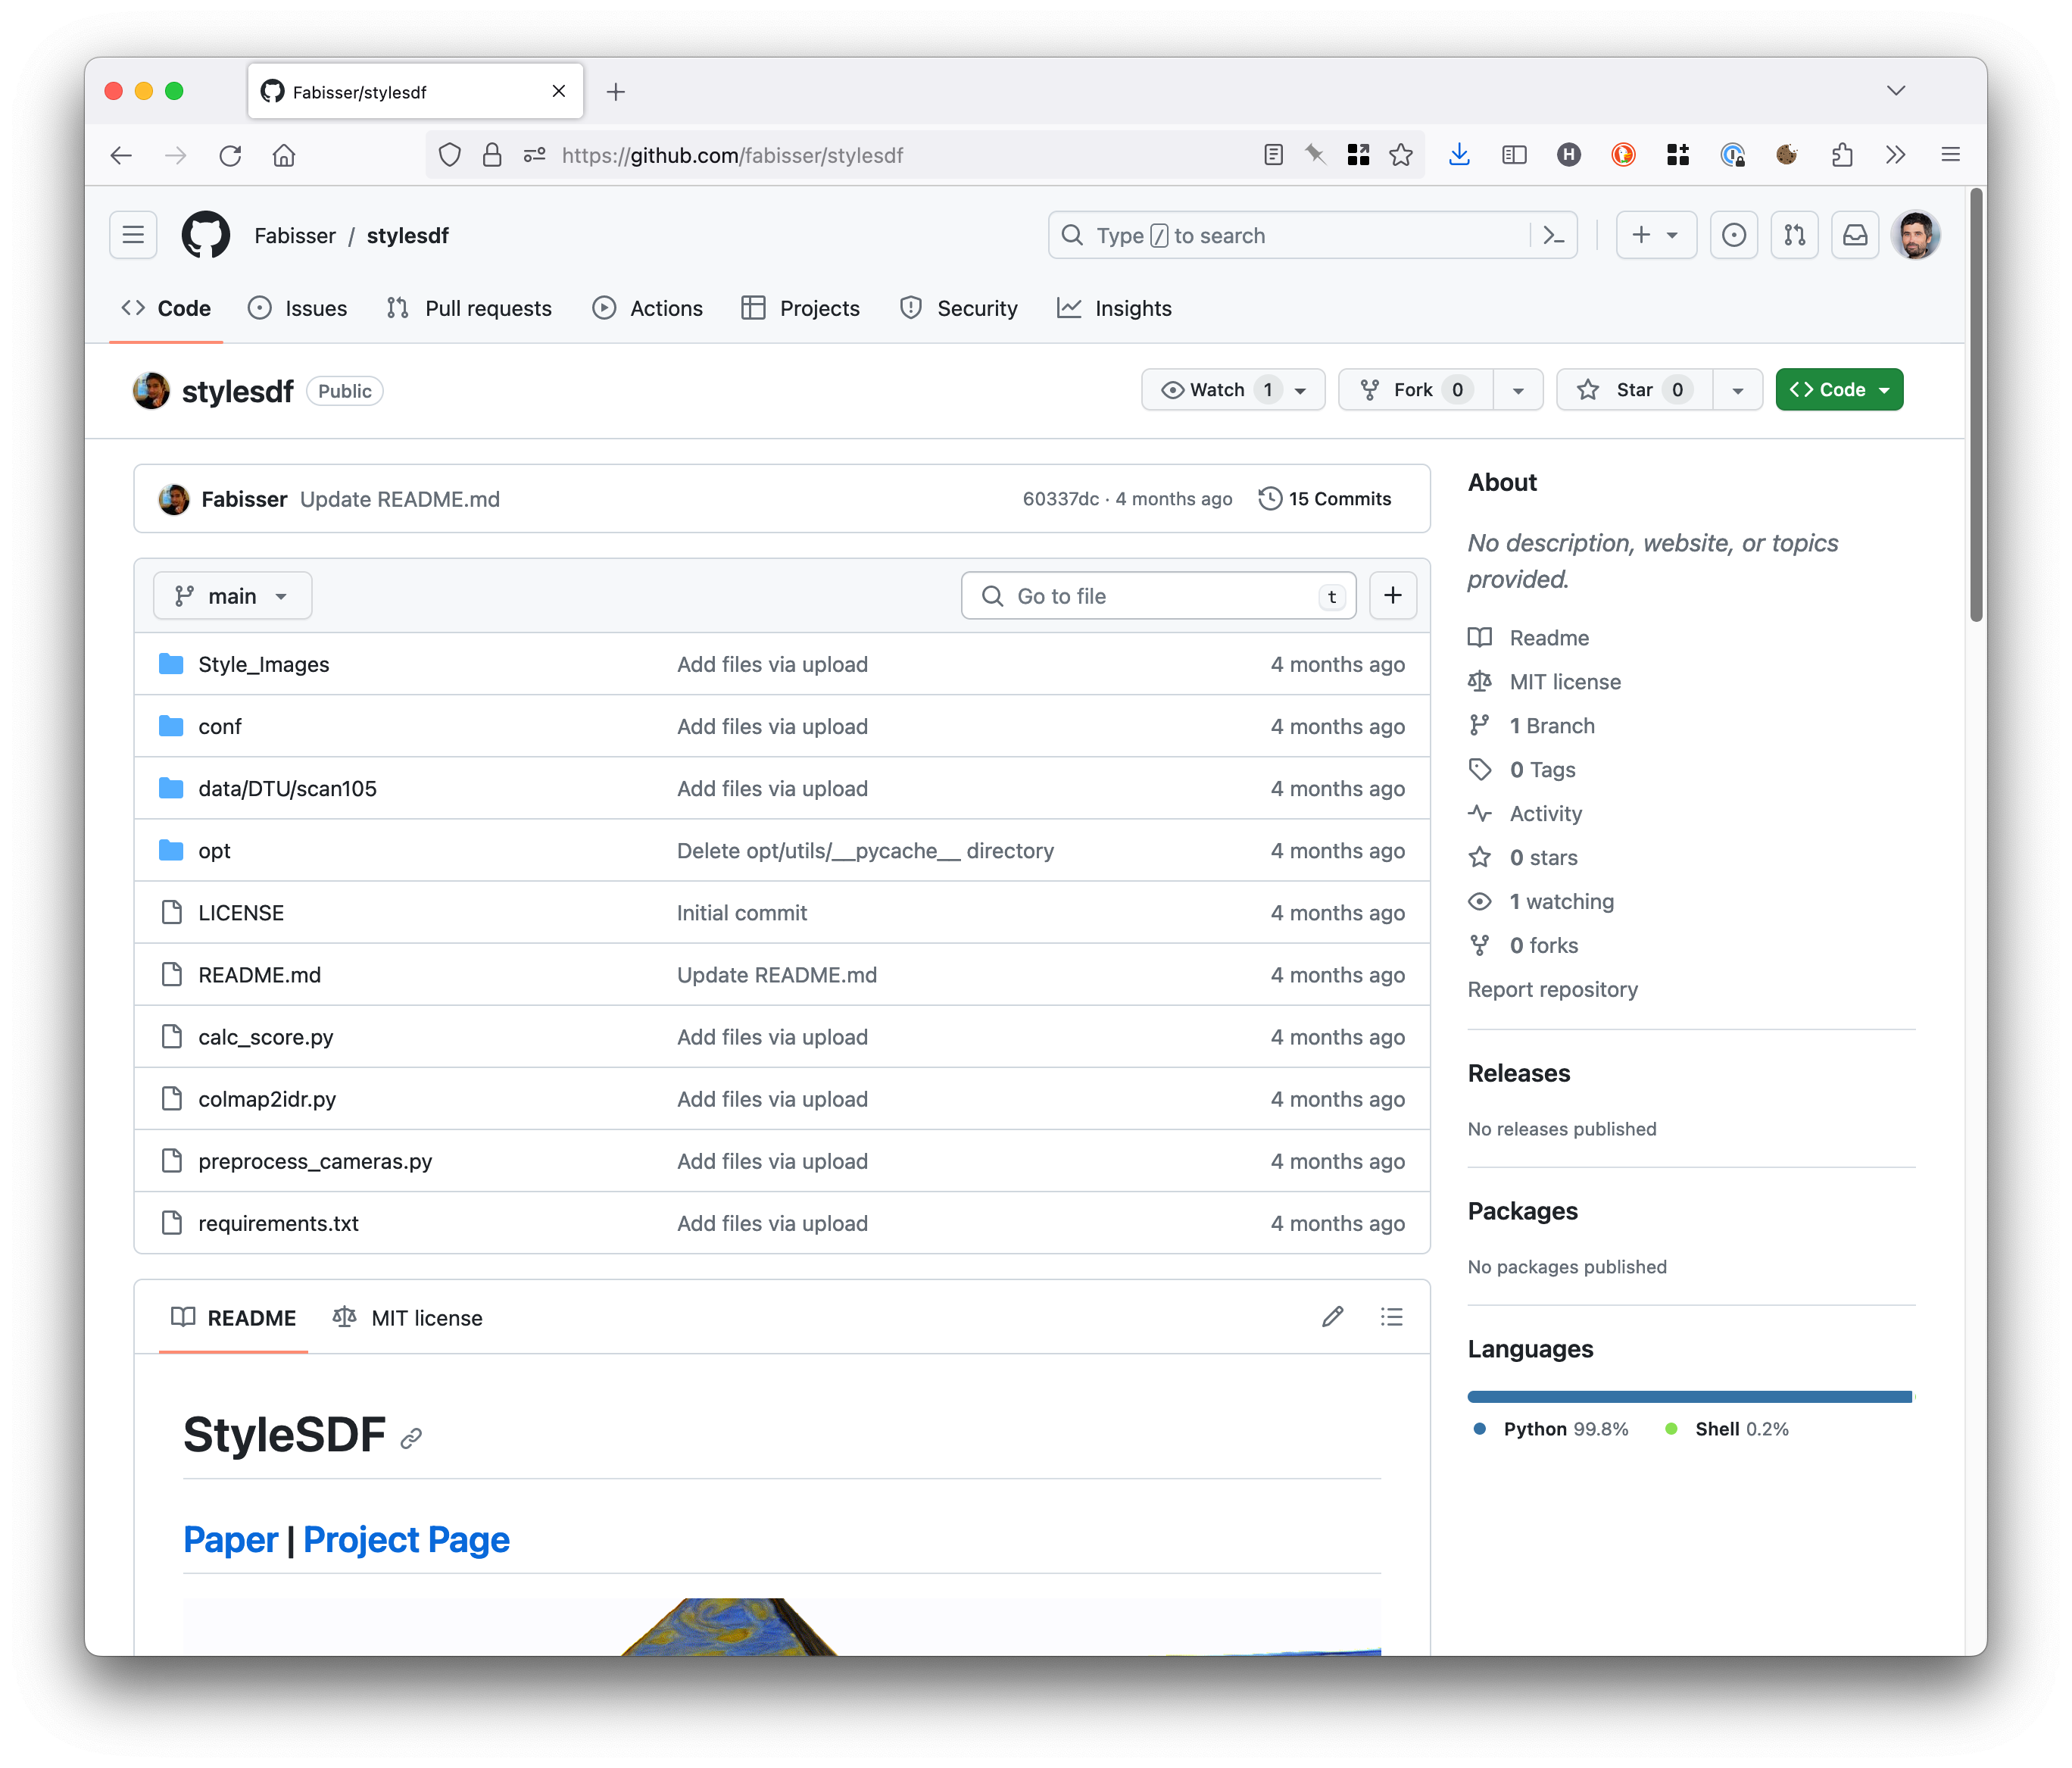 Fabisser/stylesdf
https://github.com/fabisser/stylesdf
H
Fabisser / stylesdf
Type / to search
Code Issues Pull requests Actions Projects Security Insights
stylesdf Public
Watch 1 Fork 0 Star 0 Code
Fabisser Update README.md 60337dc · 4 months ago 15 Commits
main Go to file t
Style_Images Add files via upload 4 months ago
conf Add files via upload 4 months ago
data/DTU/scan105 Add files via upload 4 months ago
opt Delete opt/utils/__pycache__ directory 4 months ago
LICENSE Initial commit 4 months ago
README.md Update README.md 4 months ago
calc_score.py Add files via upload 4 months ago
colmap2idr.py Add files via upload 4 months ago
preprocess_cameras.py Add files via upload 4 months ago
requirements.txt Add files via upload 4 months ago
README MIT license
StyleSDF
Paper | Project Page
About
No description, website, or topics
provided.
Readme
MIT license
1 Branch
0 Tags
Activity
0 stars
1 watching
0 forks
Report repository
Releases
No releases published
Packages
No packages published
Languages
Python 99.8% Shell 0.2%